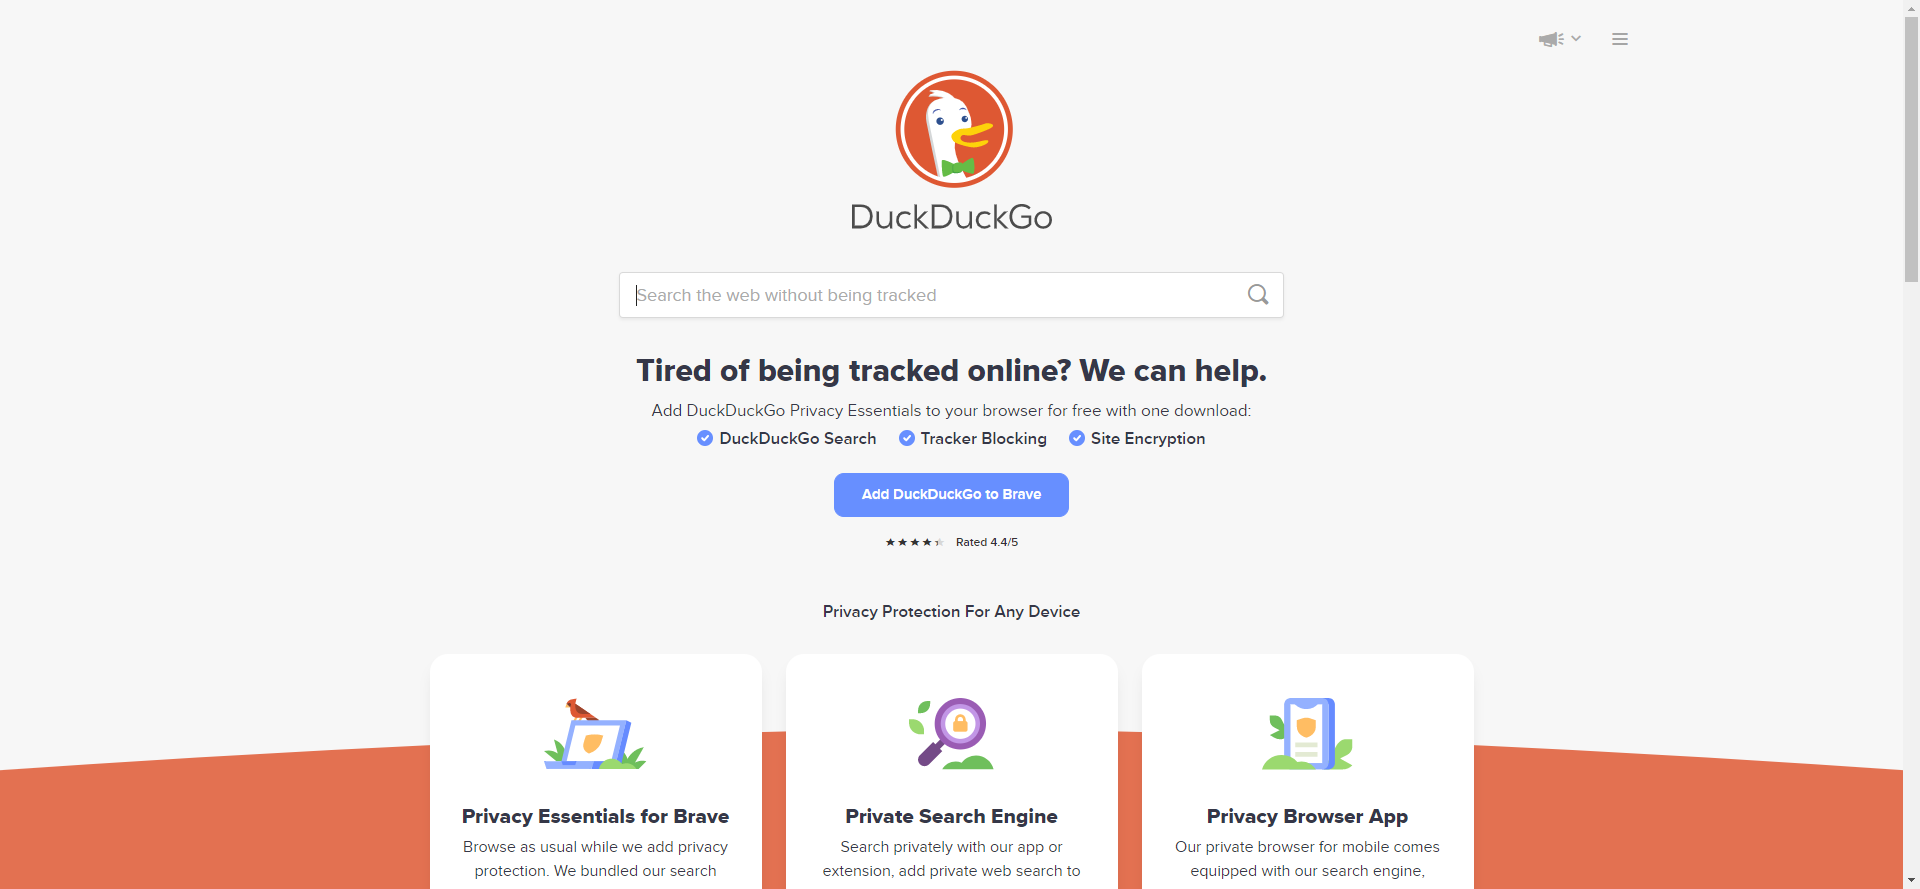 DuckDuckGo
Search the web without being tracked
Tired of being tracked online? We can help.
Add DuckDuckGo Privacy Essentials to your browser for free with one download:
DuckDuckGo Search Tracker Blocking Site Encryption
Add DuckDuckGo to Brave
Rated 4.4/5
Privacy Protection For Any Device
Privacy Essentials for Brave
Browse as usual while we add privacy
protection. We bundled our search
Private Search Engine
Search privately with our app or
extension, add private web search to
Privacy Browser App
Our private browser for mobile comes
equipped with our search engine,